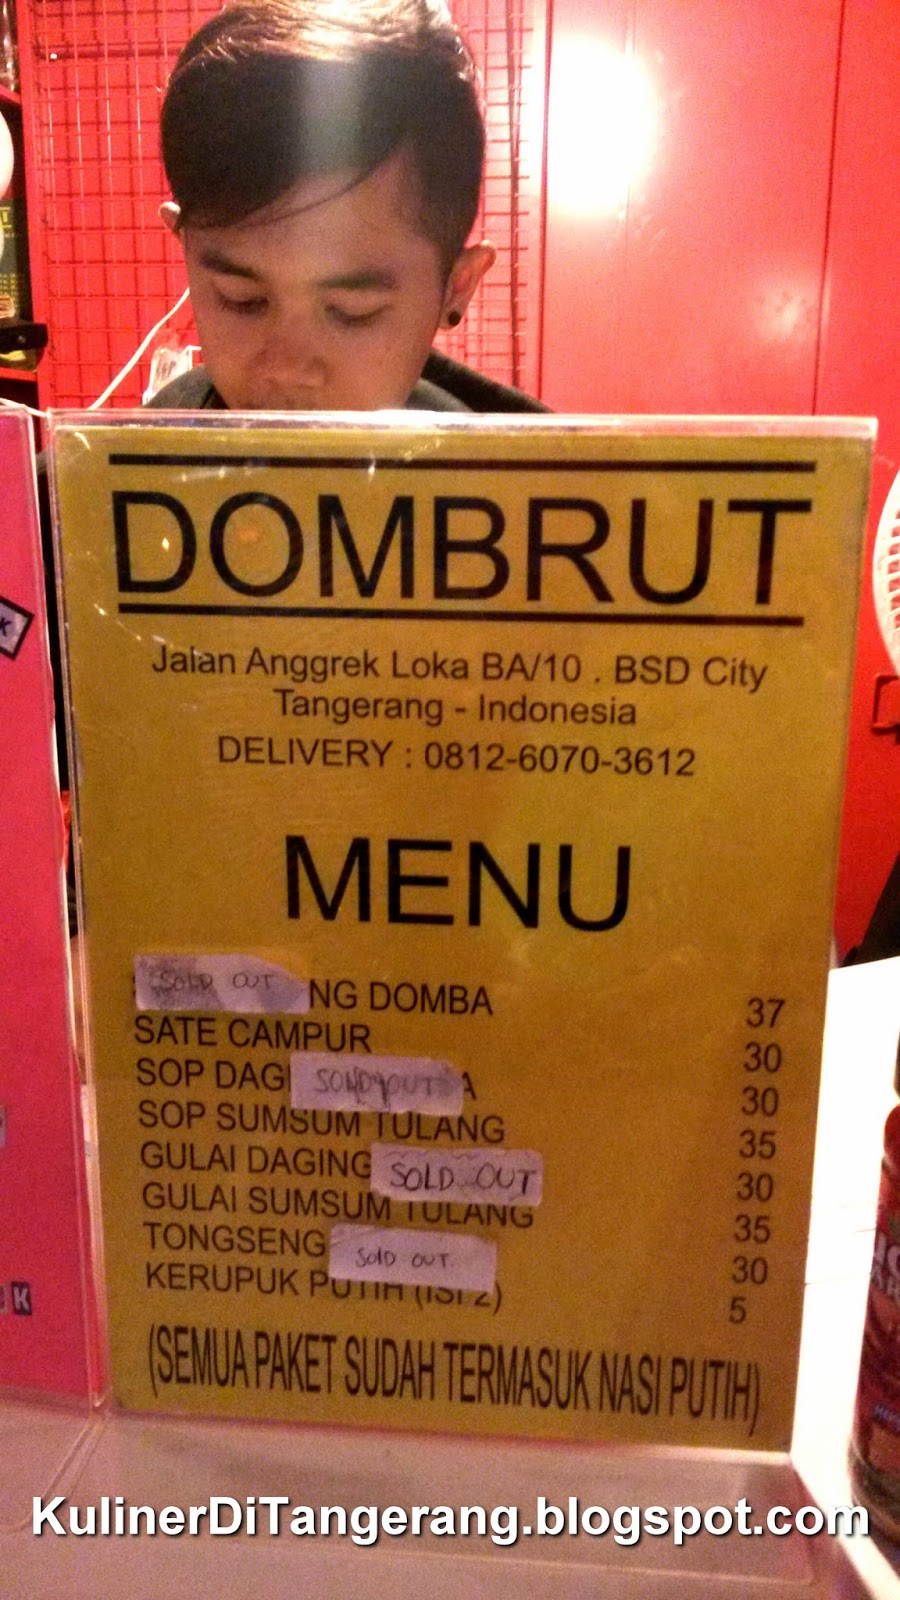 DOMBRUT
Jalan Anggrek Loka BA/10 . BSD City
Tangerang - Indonesia
DELIVERY : 0812-6070-3612
MENU
SOLD OUT NG DOMBA 37
SATE CAMPUR 30
SOP DAGI SOLD OUT A 30
SOP SUMSUM TULANG 35
GULAI DAGING SOLD OUT 30
GULAI SUMSUM TULANG 35
TONGSENG SOLD OUT 30
KERUPUK PUTIH (ISI 2) 5
(SEMUA PAKET SUDAH TERMASUK NASI PUTIH)
K
K
KulinerDiTangerang.blogspot.com